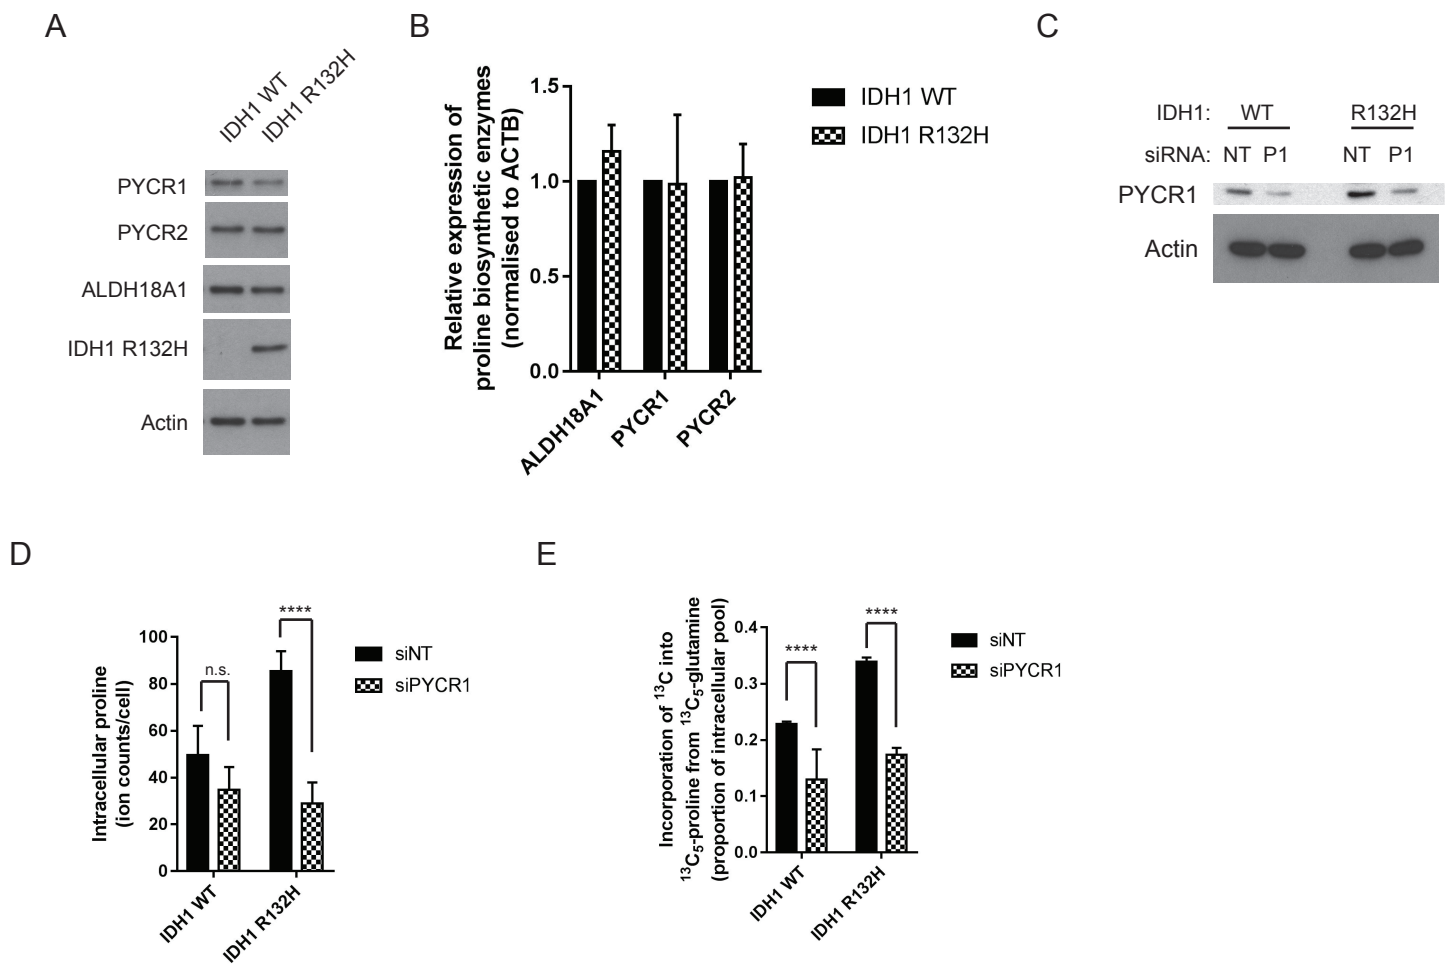 A
IDH1 WT
IDH1 R132H
PYCR1
PYCR2
ALDH18A1
IDH1 R132H
Actin
B
Relative expression of
proline biosynthetic enzymes
(normalised to ACTB)
1.5
1.0
0.5
0.0
ALDH18A1
PYCR1
PYCR2
IDH1 WT
IDH1 R132H
C
IDH1: WT R132H
siRNA: NT P1 NT P1
PYCR1
Actin
D
Intracellular proline
(ion counts/cell)
100
80
60
40
20
0
n.s.
****
IDH1 WT
IDH1 R132H
siNT
siPYCR1
E
Incorporation of ¹³C into
¹³C₅-proline from ¹³C₅-glutamine
(proportion of intracellular pool)
0.4
0.3
0.2
0.1
0.0
****
****
IDH1 WT
IDH1 R132H
siNT
siPYCR1